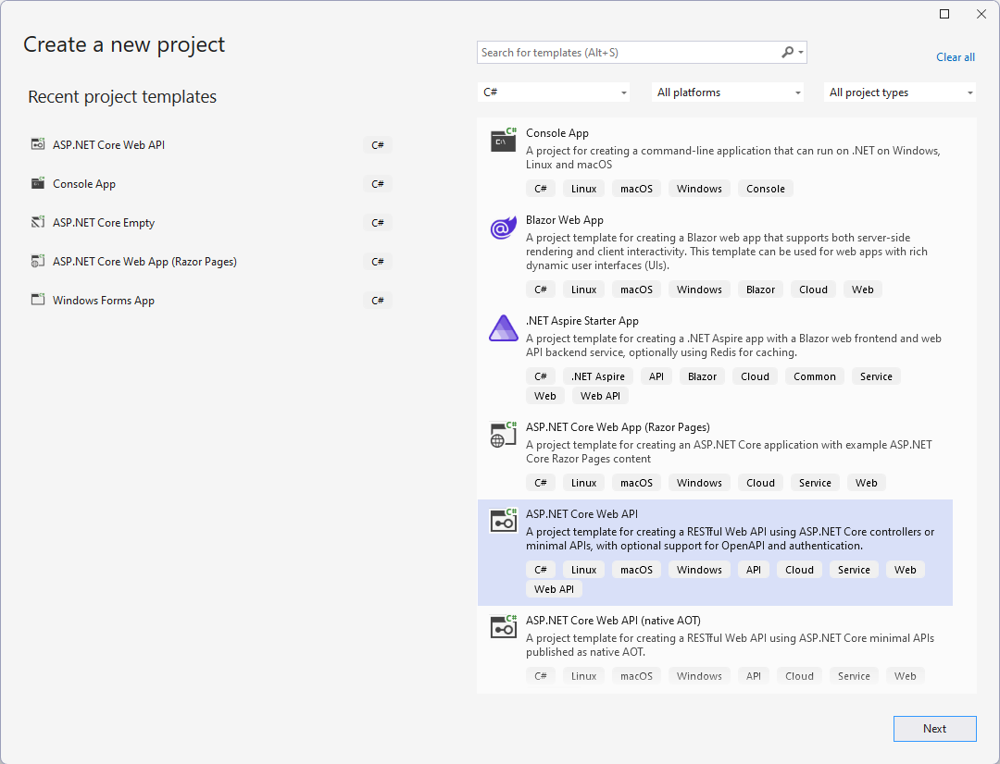 Create a new project
Search for templates (Alt+S)
Clear all
Recent project templates
C#
All platforms
All project types
ASP.NET Core Web API C#
Console App C#
ASP.NET Core Empty C#
ASP.NET Core Web App (Razor Pages) C#
Windows Forms App C#
Console App
A project for creating a command-line application that can run on .NET on Windows,
Linux and macOS
C# Linux macOS Windows Console
Blazor Web App
A project template for creating a Blazor web app that supports both server-side
rendering and client interactivity. This template can be used for web apps with rich
dynamic user interfaces (UIs).
C# Linux macOS Windows Blazor Cloud Web
.NET Aspire Starter App
A project template for creating a .NET Aspire app with a Blazor web frontend and web
API backend service, optionally using Redis for caching.
C# .NET Aspire API Blazor Cloud Common Service
Web Web API
ASP.NET Core Web App (Razor Pages)
A project template for creating an ASP.NET Core application with example ASP.NET
Core Razor Pages content
C# Linux macOS Windows Cloud Service Web
ASP.NET Core Web API
A project template for creating a RESTful Web API using ASP.NET Core controllers or
minimal APIs, with optional support for OpenAPI and authentication.
C# Linux macOS Windows API Cloud Service Web
Web API
ASP.NET Core Web API (native AOT)
A project template for creating a RESTful Web API using ASP.NET Core minimal APIs
published as native AOT.
C# Linux macOS Windows API Cloud Service Web
Next